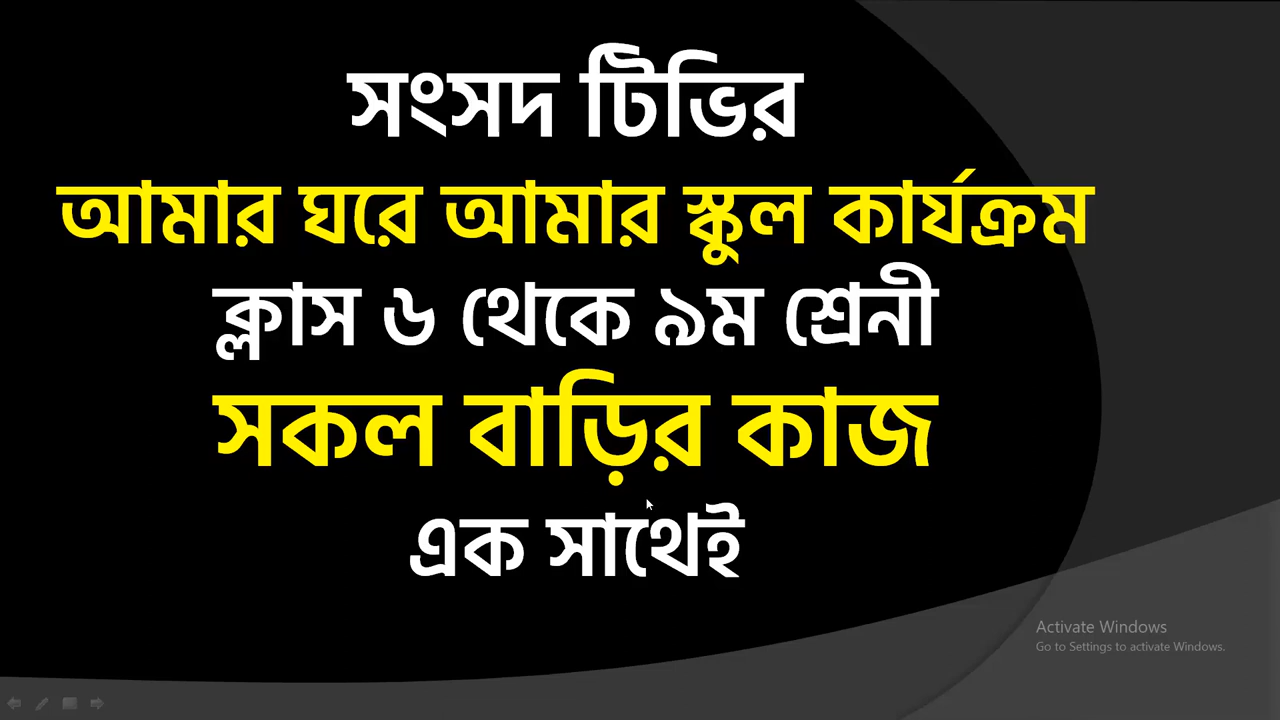 সংসদ টিভির
আমার ঘরে আমার স্কুল কার্যক্রম
ক্লাস ৬ থেকে ৯ম শ্রেনী
সকল বাড়ির কাজ
এক সাথেই
Activate Windows
Go to Settings to activate Windows.